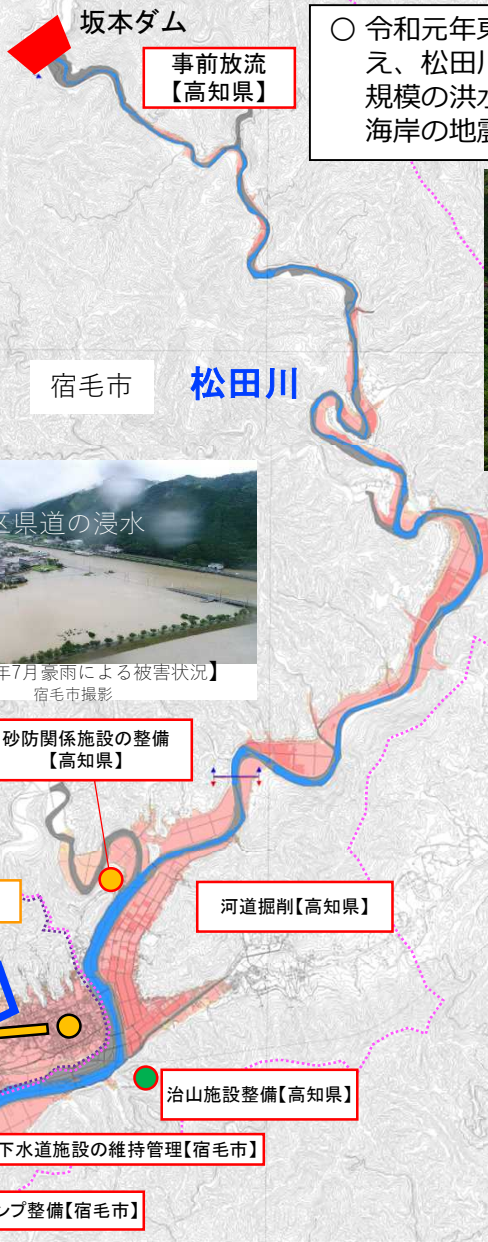 坂本ダム
事前放流
【高知県】
○ 令和元年東
え、松田川
規模の洪水
海岸の地震
宿毛市
松田川
区県道の浸水
年7月豪雨による被害状況】
宿毛市撮影
砂防関係施設の整備
【高知県】
河道掘削【高知県】
治山施設整備【高知県】
下水道施設の維持管理【宿毛市】
ンプ整備【宿毛市】